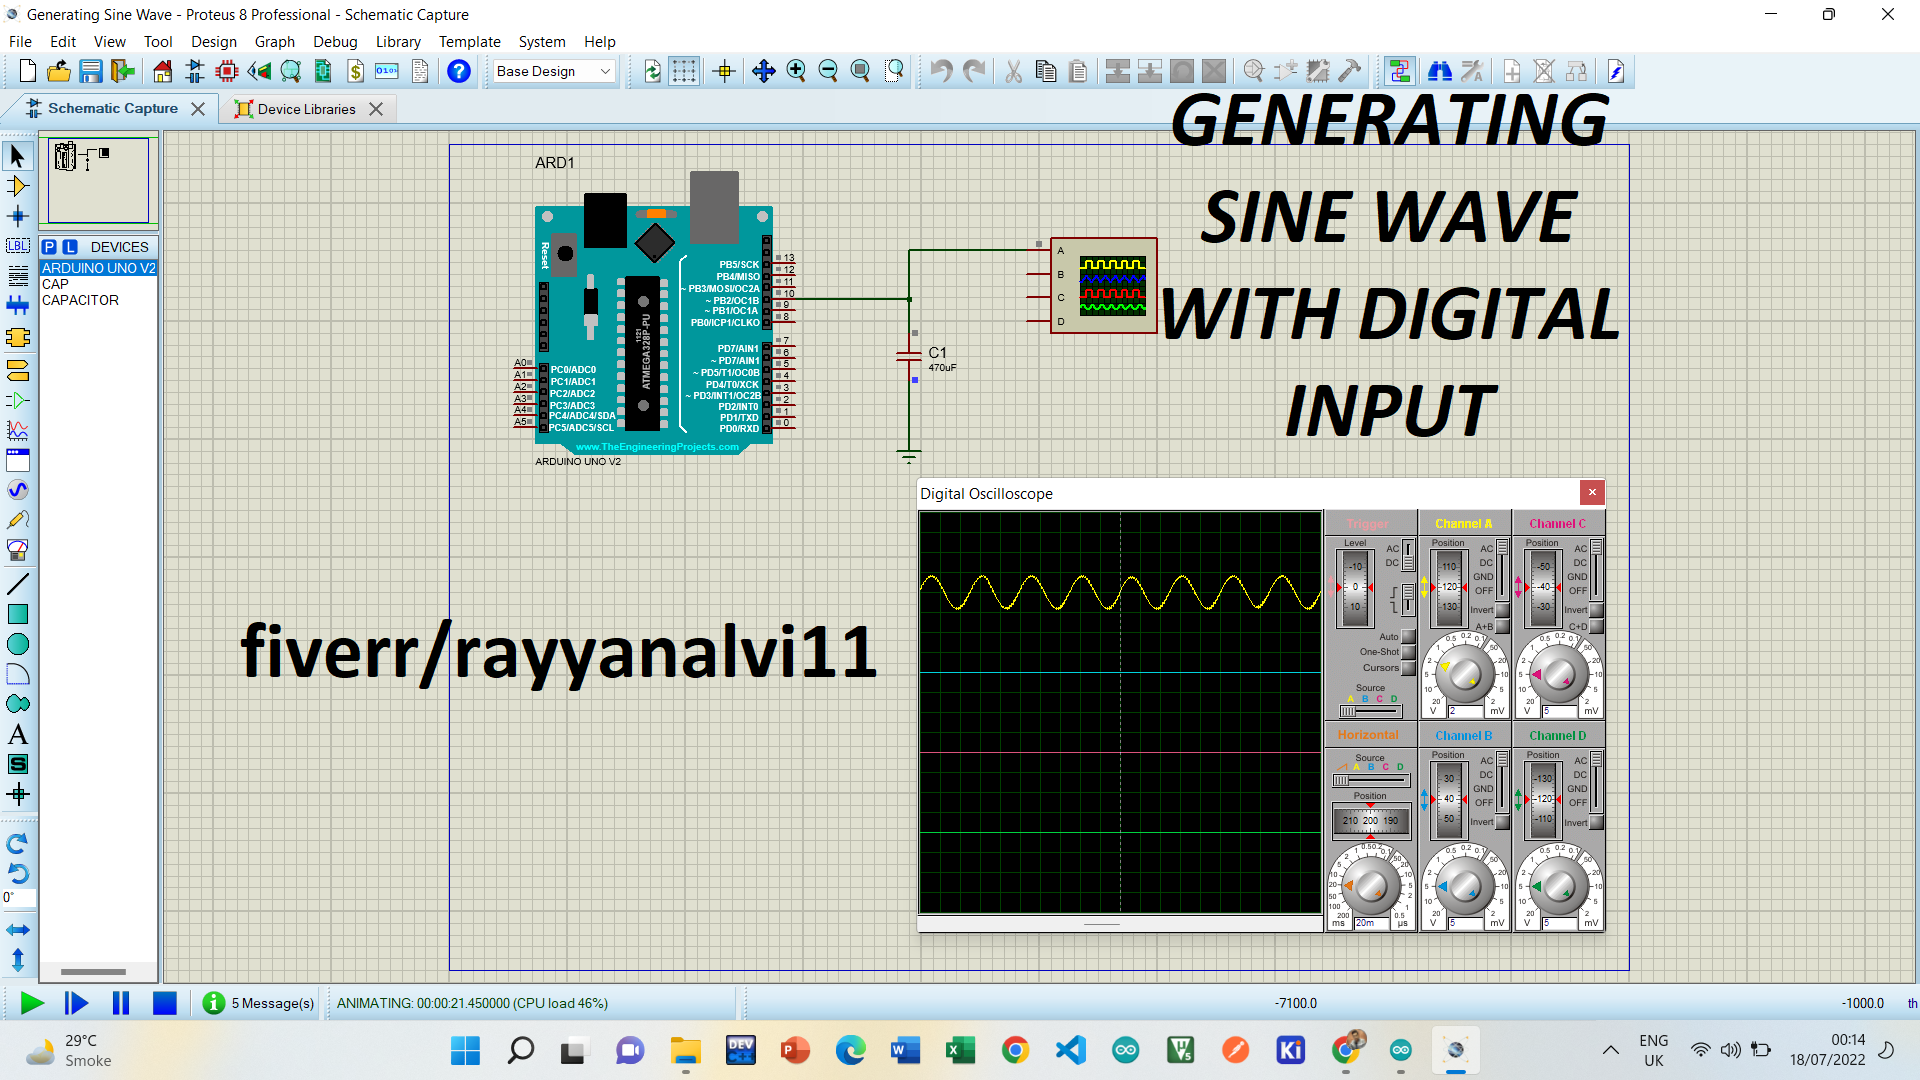 Generating Sine Wave - Proteus 8 Professional - Schematic Capture
File Edit View Tool Design Graph Debug Library Template System Help
Base Design
Schematic Capture
Device Libraries
GENERATING
SINE WAVE
WITH DIGITAL
INPUT
P L DEVICES
ARDUINO UNO V2
CAP
CAPACITOR
LBL
A
S
0°
ARD1
Reset
ATMEGA328P-PU
1121
PB5/SCK 13
PB4/MISO 12
~ PB3/MOSI/OC2A 11
~ PB2/OC1B 10
~ PB1/OC1A 9
PB0/ICP1/CLKO 8
PD7/AIN1 7
~ PD7/AIN1 6
~ PD5/T1/OC0B 5
PD4/T0/XCK 4
~ PD3/INT1/OC2B 3
PD2/INT0 2
PD1/TXD 1
PD0/RXD 0
A0 PC0/ADC0
A1 PC1/ADC1
A2 PC2/ADC2
A3 PC3/ADC3
A4 PC4/ADC4/SDA
A5 PC5/ADC5/SCL
www.TheEngineeringProjects.com
ARDUINO UNO V2
A
B
C
D
C1
470uF
fiverr/rayyanalvi11
Digital Oscilloscope
Trigger
Level
-10
0
10
AC
DC
Auto
One-Shot
Cursors
Source
A B C D
Channel A
Position
110
120
130
AC
DC
GND
OFF
Invert
A+B
V 2 mV
Channel C
Position
-50
-40
-30
AC
DC
GND
OFF
Invert
C+D
V 5 mV
Horizontal
Source
A B C D
Position
210 200 190
ms 20m µs
Channel B
Position
30
40
50
AC
DC
GND
OFF
Invert
V 5 mV
Channel D
Position
-130
-120
-110
AC
DC
GND
OFF
Invert
V 5 mV
5 Message(s)
ANIMATING: 00:00:21.450000 (CPU load 46%)
-7100.0
-1000.0
th
29°C
Smoke
ENG
UK
00:14
18/07/2022